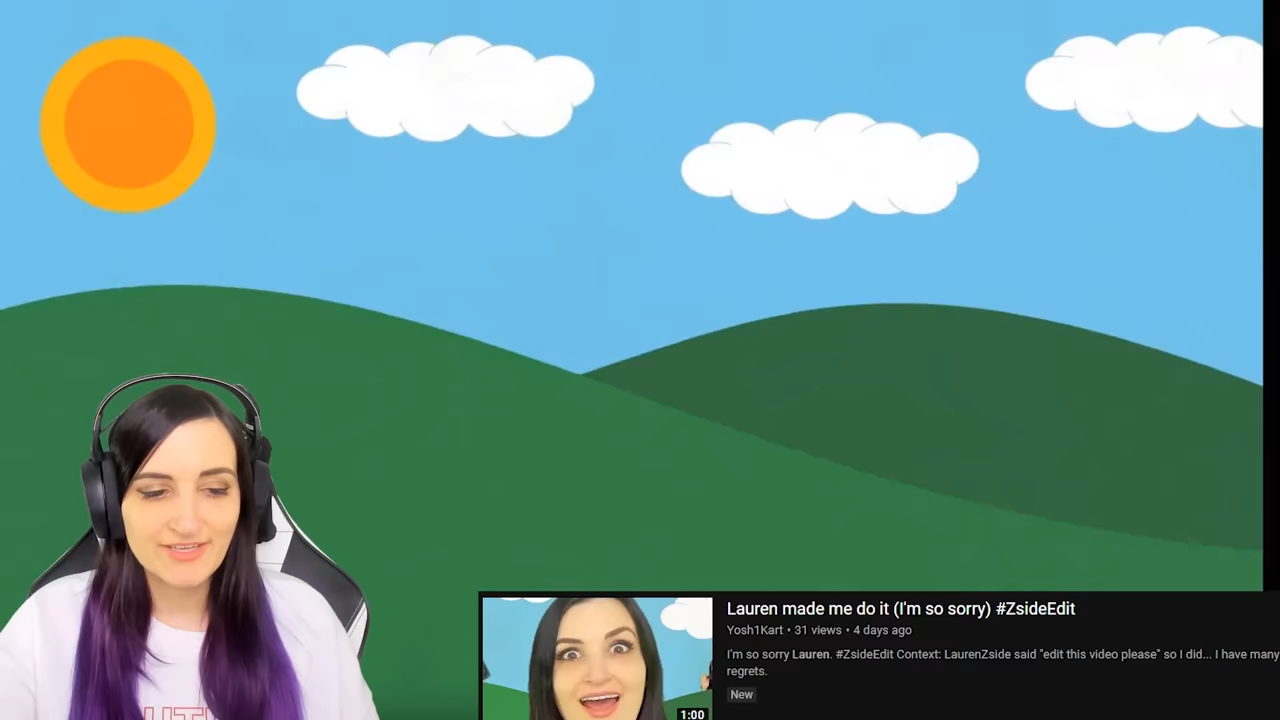 Lauren made me do it (I'm so sorry) #ZsideEdit
Yosh1Kart • 31 views • 4 days ago
I'm so sorry Lauren. #ZsideEdit Context: LaurenZside said "edit this video please" so I did... I have many
regrets.
New
1:00